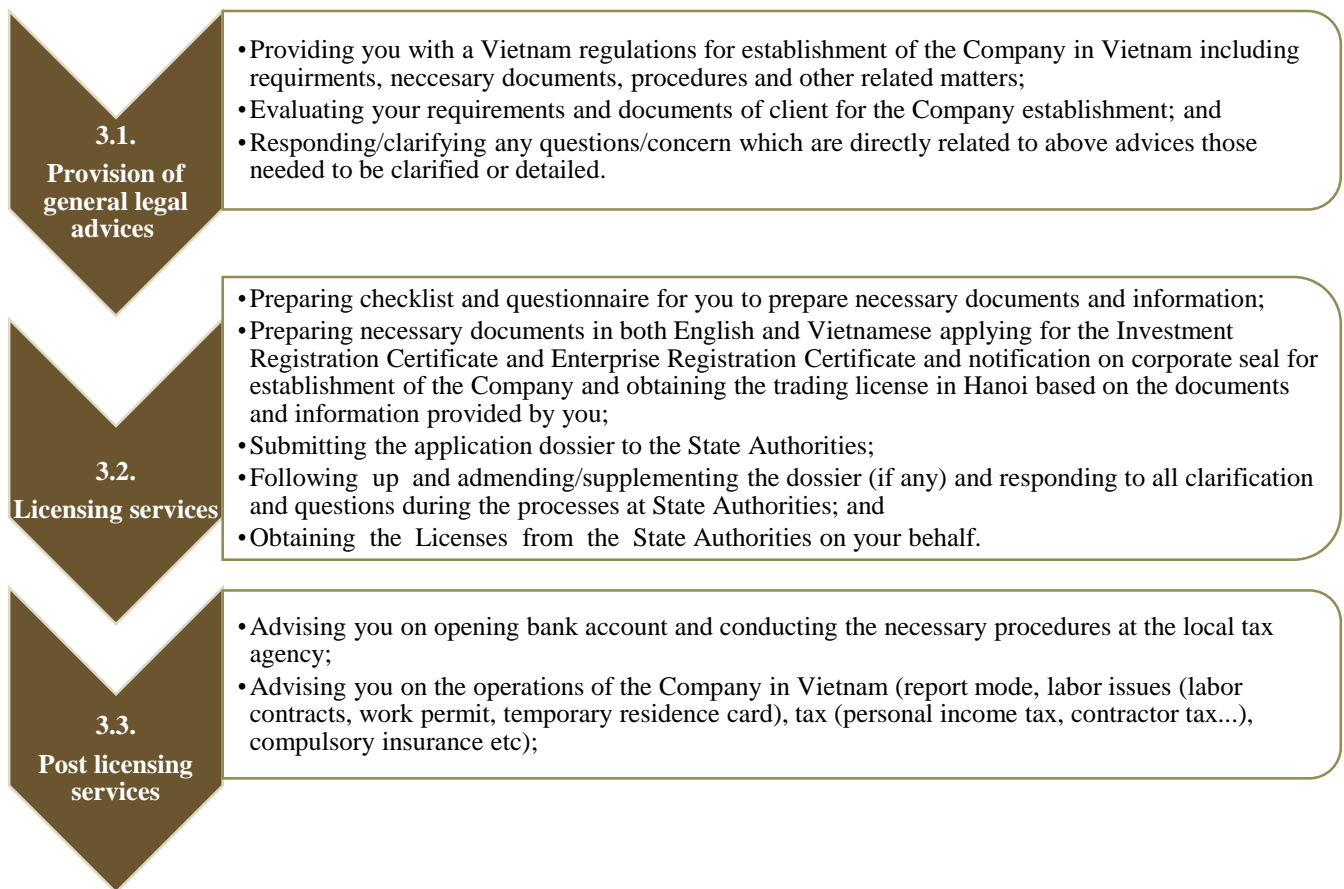 3.1.
Provision of
general legal
advices
•Providing you with a Vietnam regulations for establishment of the Company in Vietnam including
requirments, neccesary documents, procedures and other related matters;
•Evaluating your requirements and documents of client for the Company establishment; and
•Responding/clarifying any questions/concern which are directly related to above advices those
needed to be clarified or detailed.
3.2.
Licensing services
•Preparing checklist and questionnaire for you to prepare necessary documents and information;
•Preparing necessary documents in both English and Vietnamese applying for the Investment
Registration Certificate and Enterprise Registration Certificate and notification on corporate seal for
establishment of the Company and obtaining the trading license in Hanoi based on the documents
and information provided by you;
•Submitting the application dossier to the State Authorities;
•Following up and admending/supplementing the dossier (if any) and responding to all clarification
and questions during the processes at State Authorities; and
•Obtaining the Licenses from the State Authorities on your behalf.
3.3.
Post licensing
services
•Advising you on opening bank account and conducting the necessary procedures at the local tax
agency;
•Advising you on the operations of the Company in Vietnam (report mode, labor issues (labor
contracts, work permit, temporary residence card), tax (personal income tax, contractor tax...),
compulsory insurance etc);